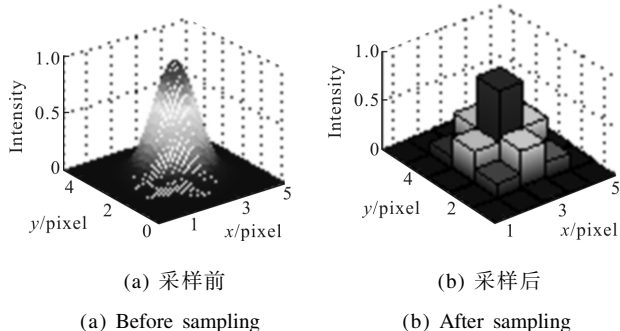 1.0
0.5
0
Intensity
4
2
0
y/pixel
1
3
5
x/pixel
1.0
0.5
0
Intensity
4
2
y/pixel
1
3
5
x/pixel
(a) 采样前
(b) 采样后
(a) Before sampling
(b) After sampling